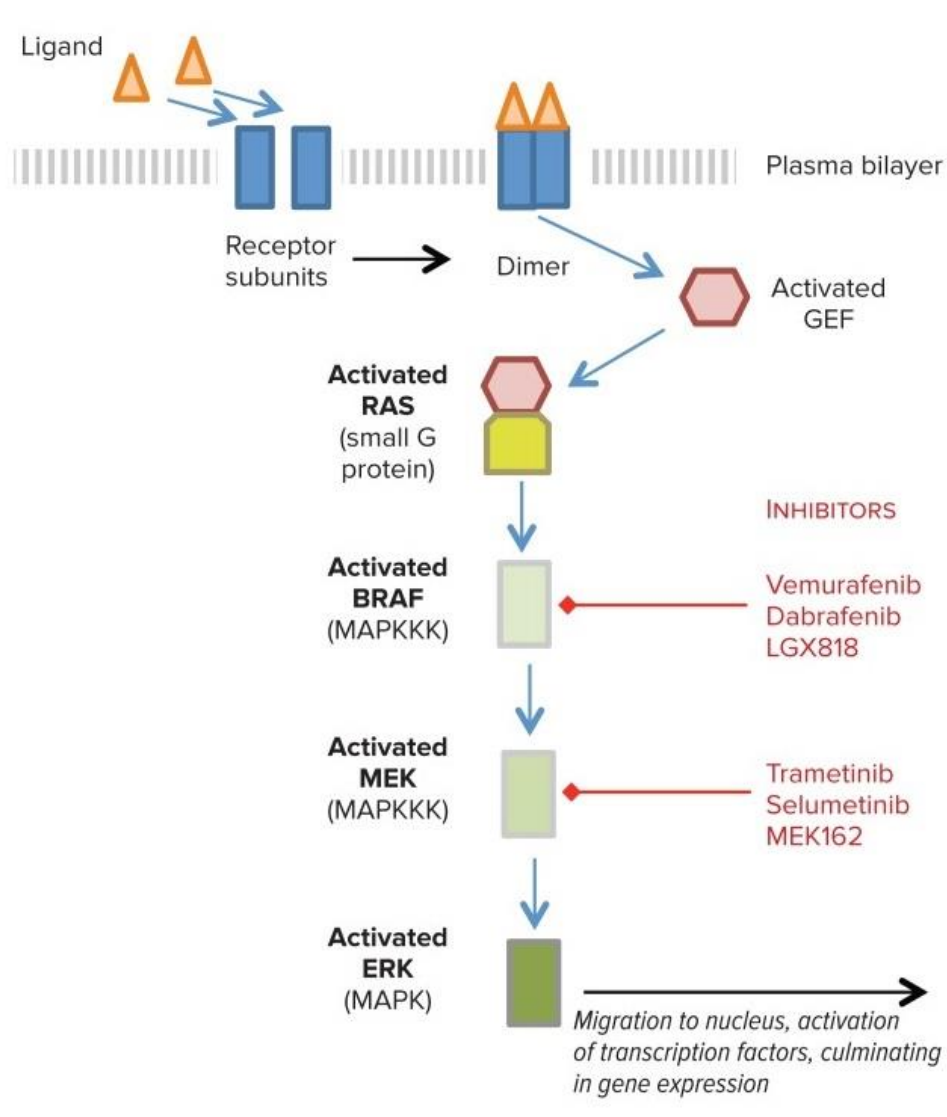 Ligand
Plasma bilayer
Receptor
subunits
Dimer
Activated
GEF
Activated
RAS
(small G
protein)
INHIBITORS
Activated
BRAF
(MAPKKK)
Vemurafenib
Dabrafenib
LGX818
Activated
MEK
(MAPKKK)
Trametinib
Selumetinib
MEK162
Activated
ERK
(MAPK)
Migration to nucleus, activation
of transcription factors, culminating
in gene expression